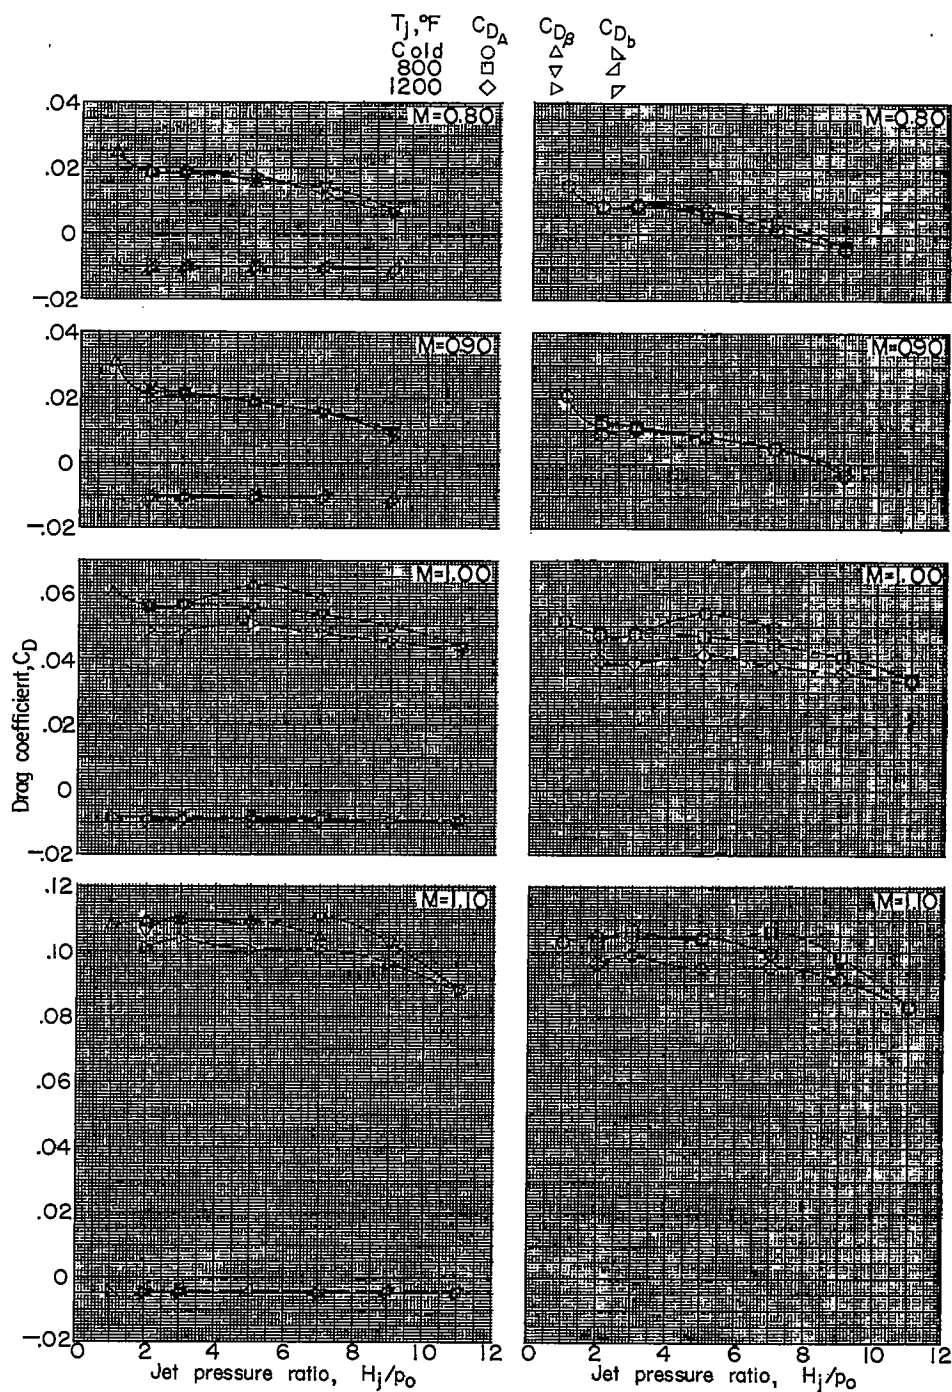 Tj,°F CDA CDβ CDb
Cold ○ △ ◺
800 □ ▽ ◿
1200 ◇ ▷ ▽
.04 M=0.80 M=0.80
.02
0
-.02
.04 M=0.90 M=0.90
.02
0
-.02
M=1.00 M=1.00
.06
.04
.02
0
-.02
Drag coefficient, CD
.12 M=1.10 M=1.10
.10
.08
.06
.04
.02
0
-.02
0 2 4 6 8 10 12 0 2 4 6 8 10 12
Jet pressure ratio, Hj/po Jet pressure ratio, Hj/po